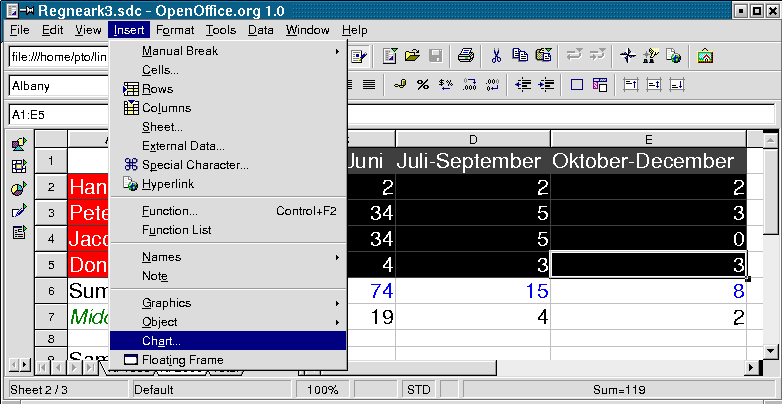 Regneark3.sdc - OpenOffice.org 1.0
File Edit View Insert Format Tools Data Window Help
file:///home/pto/lin
Albany
A1:E5
Manual Break
Cells...
Rows
Columns
Sheet...
External Data...
Special Character...
Hyperlink
Function... Control+F2
Function List
Names
Note
Graphics
Object
Chart...
Floating Frame
D E
1 Juni Juli-September Oktober-December
2 Han 2 2 2
3 Pete 34 5 3
4 Jaco 34 5 0
5 Don 4 3 3
6 Sum 74 15 8
7 Midd 19 4 2
8
9 Sam
Sheet 2 / 3 Default 100% STD Sum=119